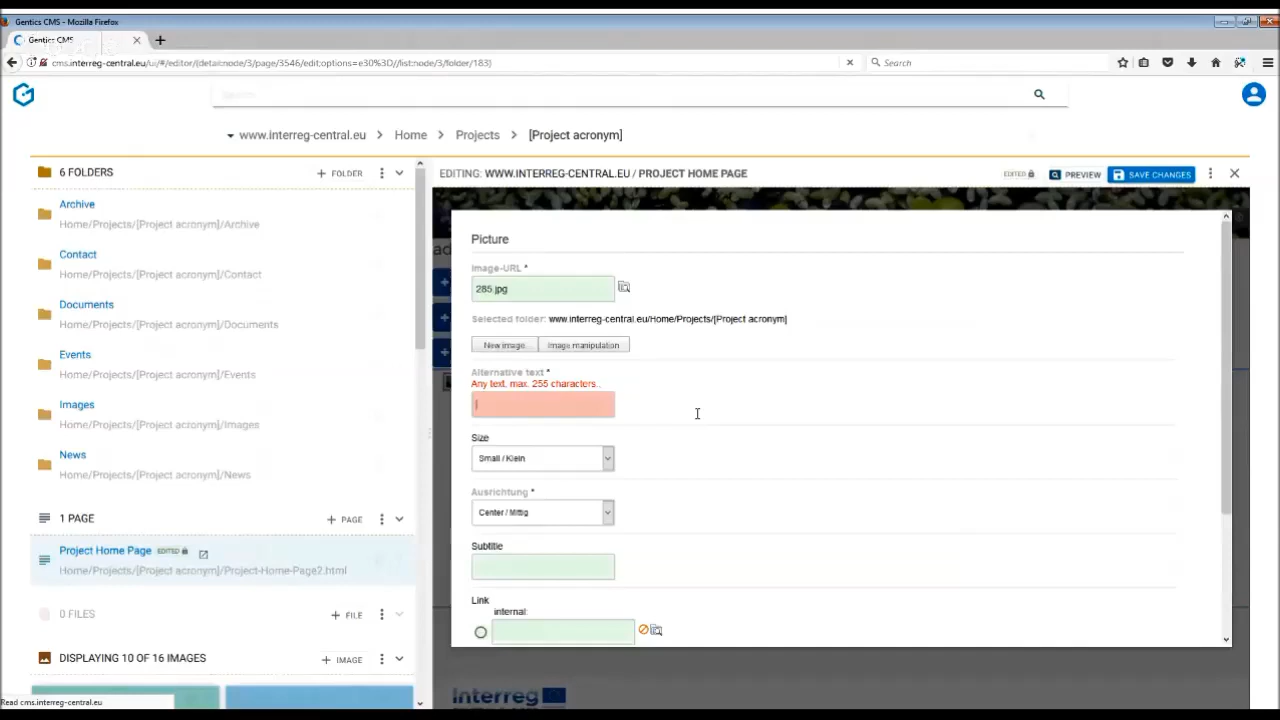 Gentics CMS - Mozilla Firefox
Gentics CMS
cms.interreg-central.eu/ui/#/editor/(detail:node/3/page/3546/edit;options=e30%3D//list:node/3/folder/183)
Search
Search
www.interreg-central.eu > Home > Projects > [Project acronym]
6 FOLDERS
+ FOLDER
Archive
Home/Projects/[Project acronym]/Archive
Contact
Home/Projects/[Project acronym]/Contact
Documents
Home/Projects/[Project acronym]/Documents
Events
Home/Projects/[Project acronym]/Events
Images
Home/Projects/[Project acronym]/Images
News
Home/Projects/[Project acronym]/News
1 PAGE
+ PAGE
Project Home Page EDITED
Home/Projects/[Project acronym]/Project-Home-Page2.html
0 FILES
+ FILE
DISPLAYING 10 OF 16 IMAGES
+ IMAGE
Read cms.interreg-central.eu
EDITING: WWW.INTERREG-CENTRAL.EU / PROJECT HOME PAGE
EDITED
PREVIEW
SAVE CHANGES
Picture
Image-URL *
285.jpg
Selected folder: www.interreg-central.eu/Home/Projects/[Project acronym]
New image
Image manipulation
Alternative text *
Any text, max. 255 characters..
Size
Small / Klein
Ausrichtung *
Center / Mittig
Subtitle
Link
internal:
Interreg